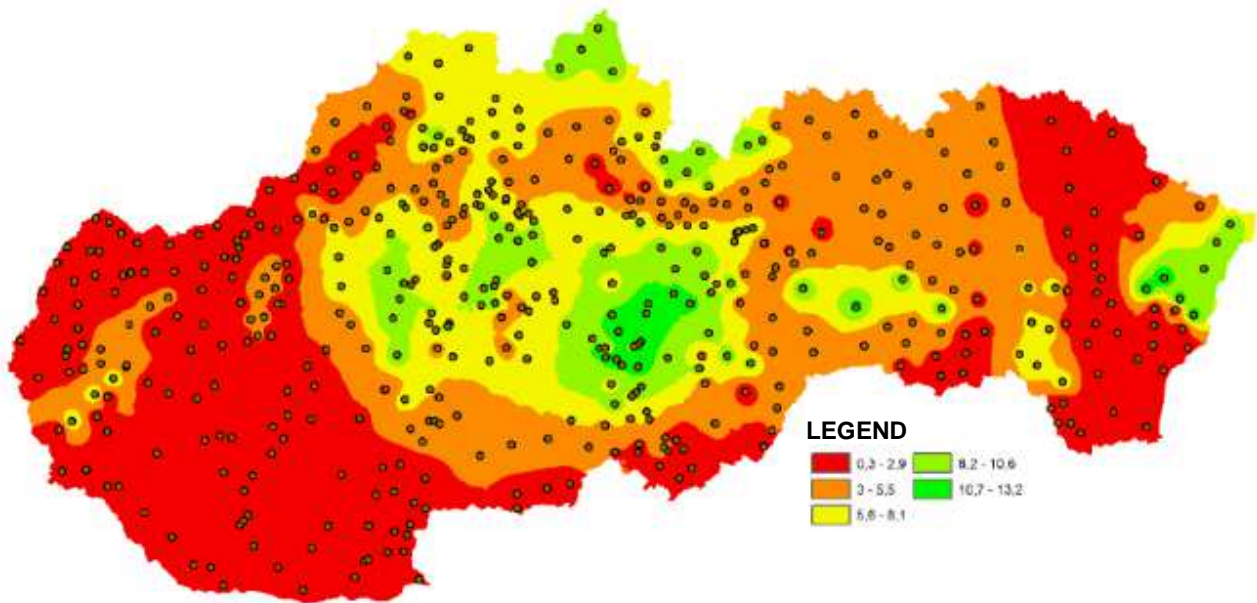 LEGEND
0,3 - 2,9
3 - 5,5
5,6 - 8,1
8,2 - 10,6
10,7 - 13,2